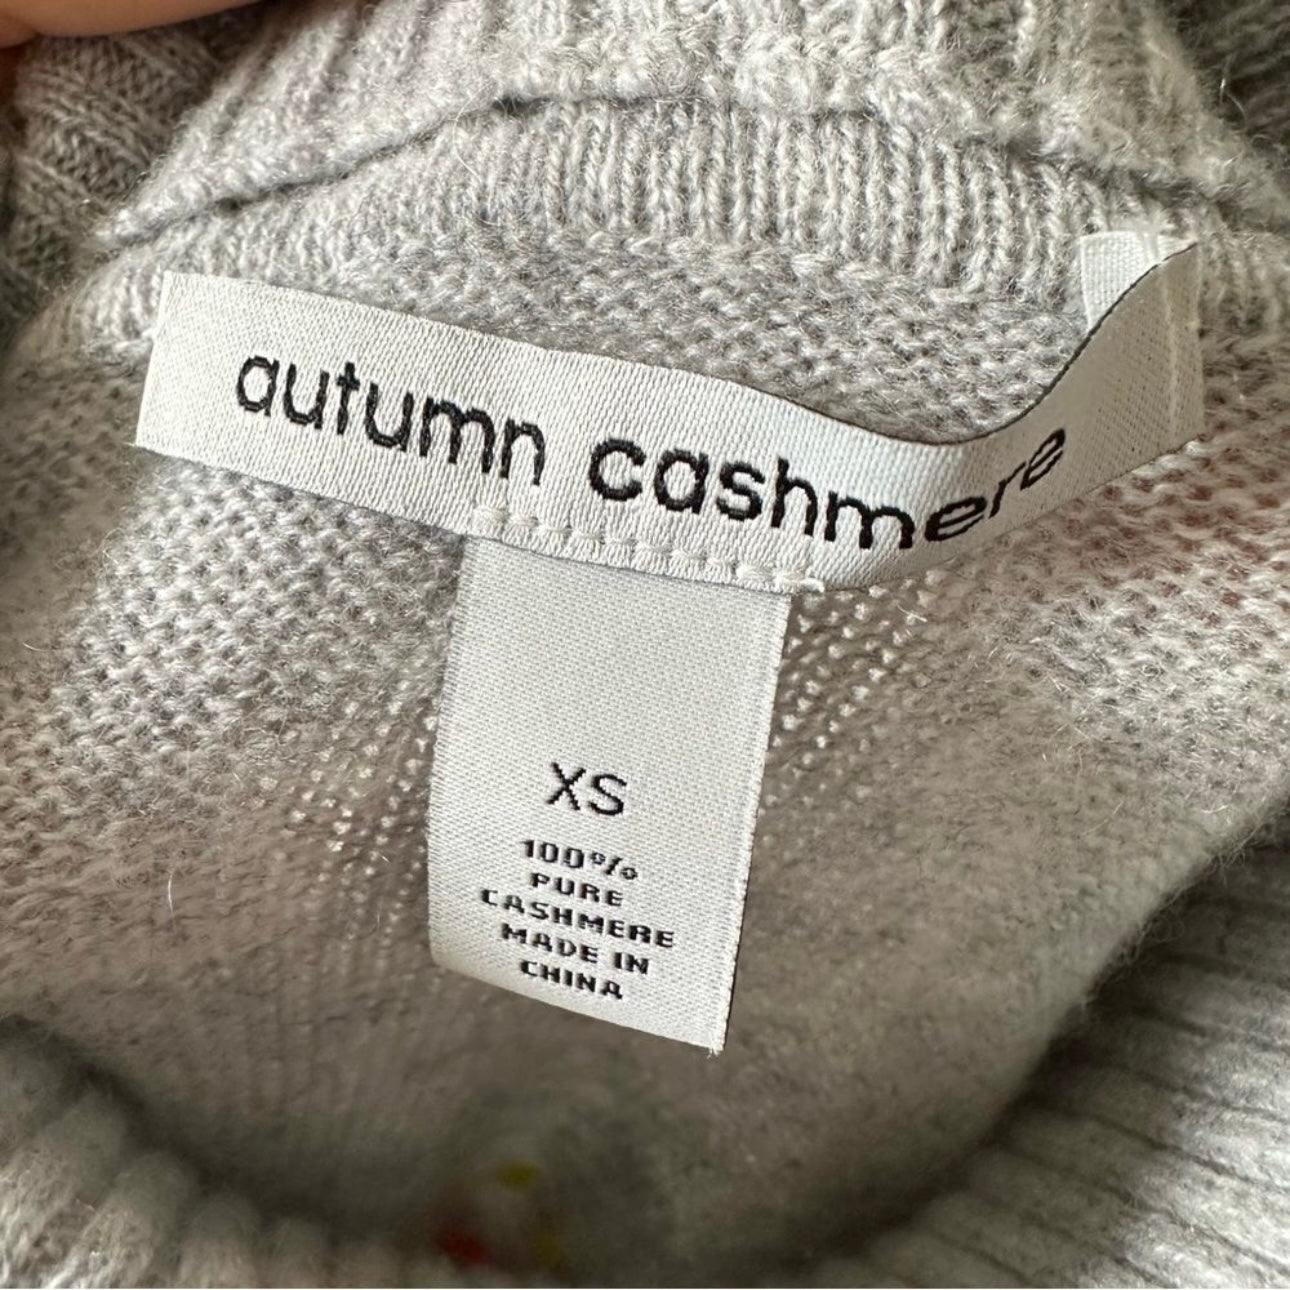 autumn cashmere
XS
100%
PURE
CASHMERE
MADE IN
CHINA